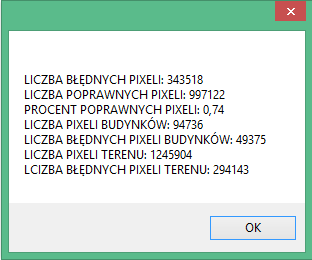 LICZBA BŁĘDNYCH PIXELI: 343518
LICZBA POPRAWNYCH PIXELI: 997122
PROCENT POPRAWNYCH PIXELI: 0,74
LICZBA PIXELI BUDYNKÓW: 94736
LICZBA BŁĘDNYCH PIXELI BUDYNKÓW: 49375
LICZBA PIXELI TERENU: 1245904
LCIZBA BŁĘDNYCH PIXELI TERENU: 294143
OK